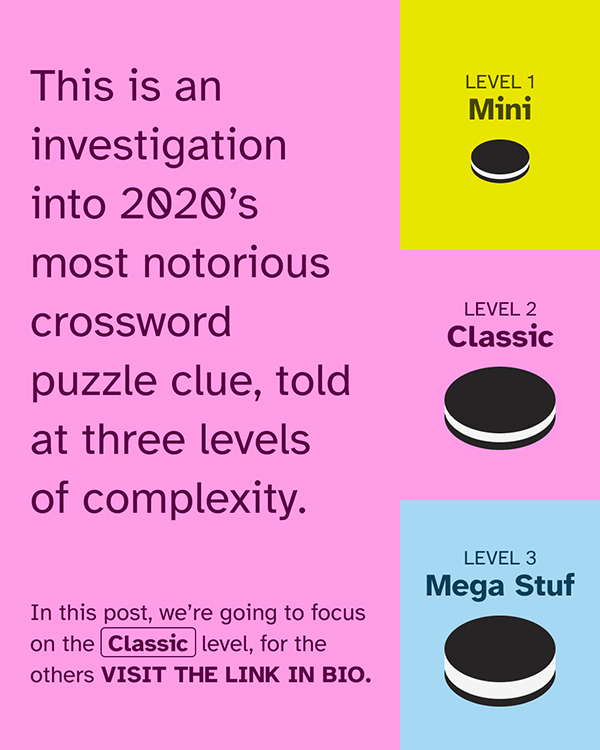 This is an
investigation
into 2020’s
most notorious
crossword
puzzle clue, told
at three levels
of complexity.
In this post, we’re going to focus
on the Classic level, for the
others VISIT THE LINK IN BIO.
LEVEL 1
Mini
LEVEL 2
Classic
LEVEL 3
Mega Stuf